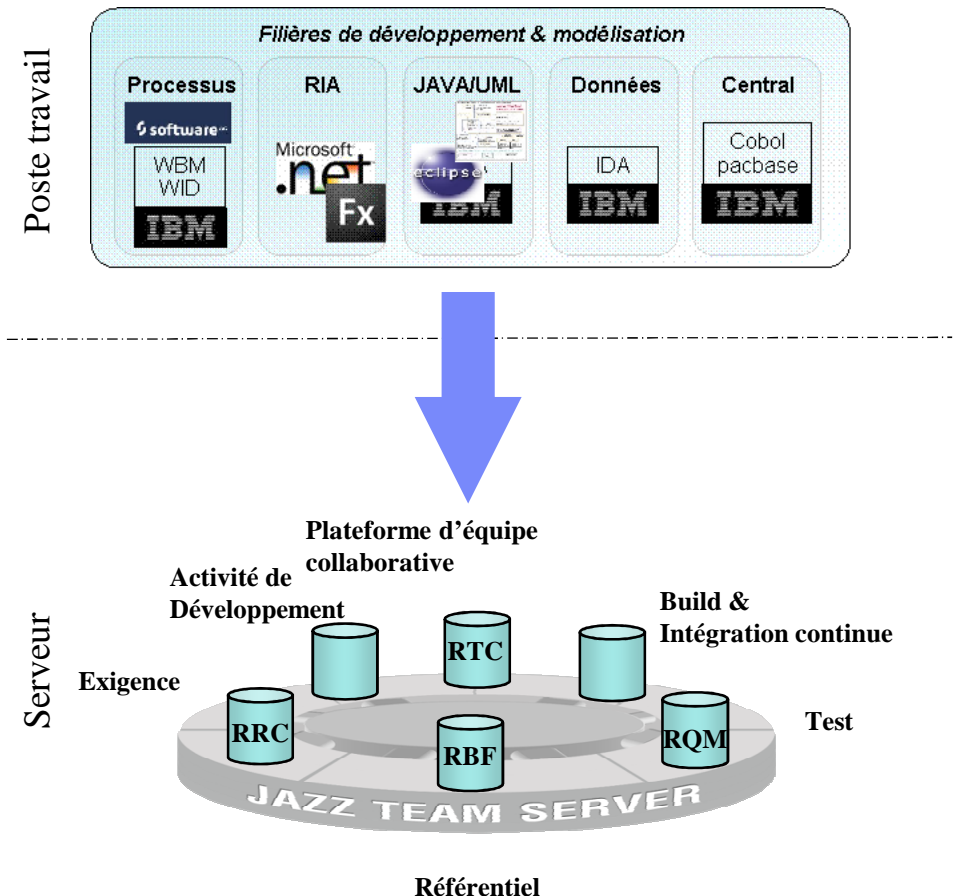 Poste travail
Filières de développement & modélisation
Processus
RIA
JAVA/UML
Données
Central
software
WBM
WID
IBM
Microsoft
.net
Fx
eclipse
IBM
IDA
IBM
Cobol
pacbase
IBM
Plateforme d’équipe
collaborative
Activité de
Développement
Build &
Intégration continue
Serveur
Exigence
Test
RTC
RRC
RBF
RQM
JAZZ TEAM SERVER
Référentiel